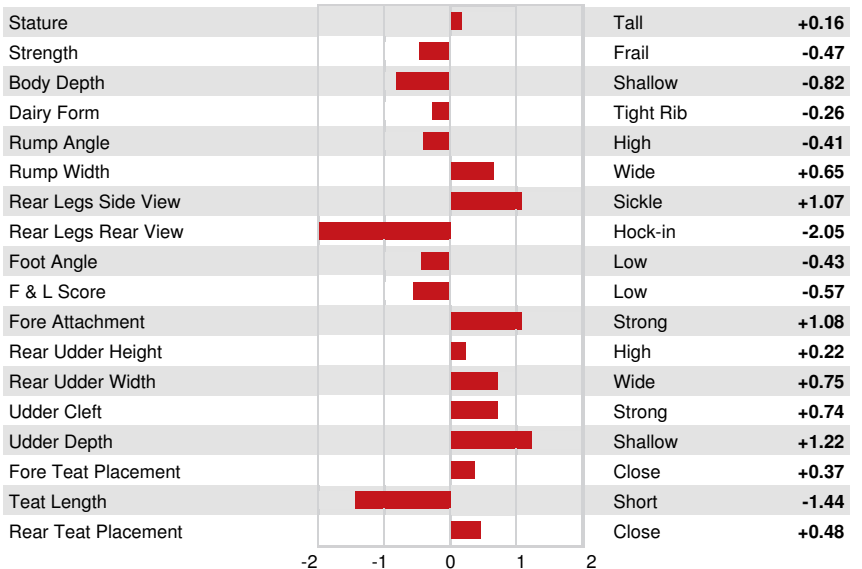 Stature Tall +0.16
Strength Frail -0.47
Body Depth Shallow -0.82
Dairy Form Tight Rib -0.26
Rump Angle High -0.41
Rump Width Wide +0.65
Rear Legs Side View Sickle +1.07
Rear Legs Rear View Hock-in -2.05
Foot Angle Low -0.43
F & L Score Low -0.57
Fore Attachment Strong +1.08
Rear Udder Height High +0.22
Rear Udder Width Wide +0.75
Udder Cleft Strong +0.74
Udder Depth Shallow +1.22
Fore Teat Placement Close +0.37
Teat Length Short -1.44
Rear Teat Placement Close +0.48
-2 -1 0 1 2